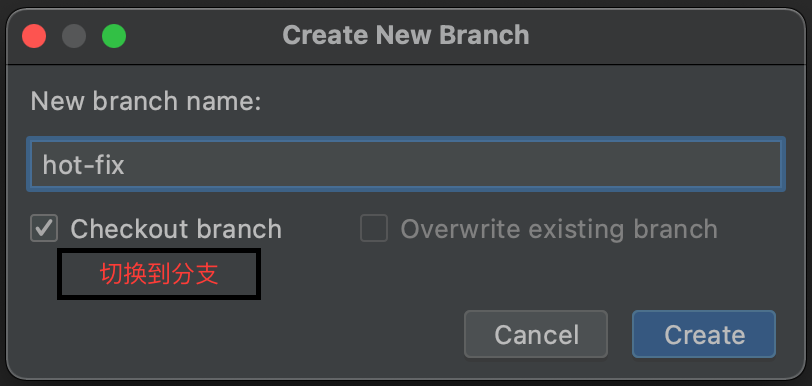 Create New Branch
New branch name:
hot-fix
Checkout branch
Overwrite existing branch
切换到分支
Cancel
Create